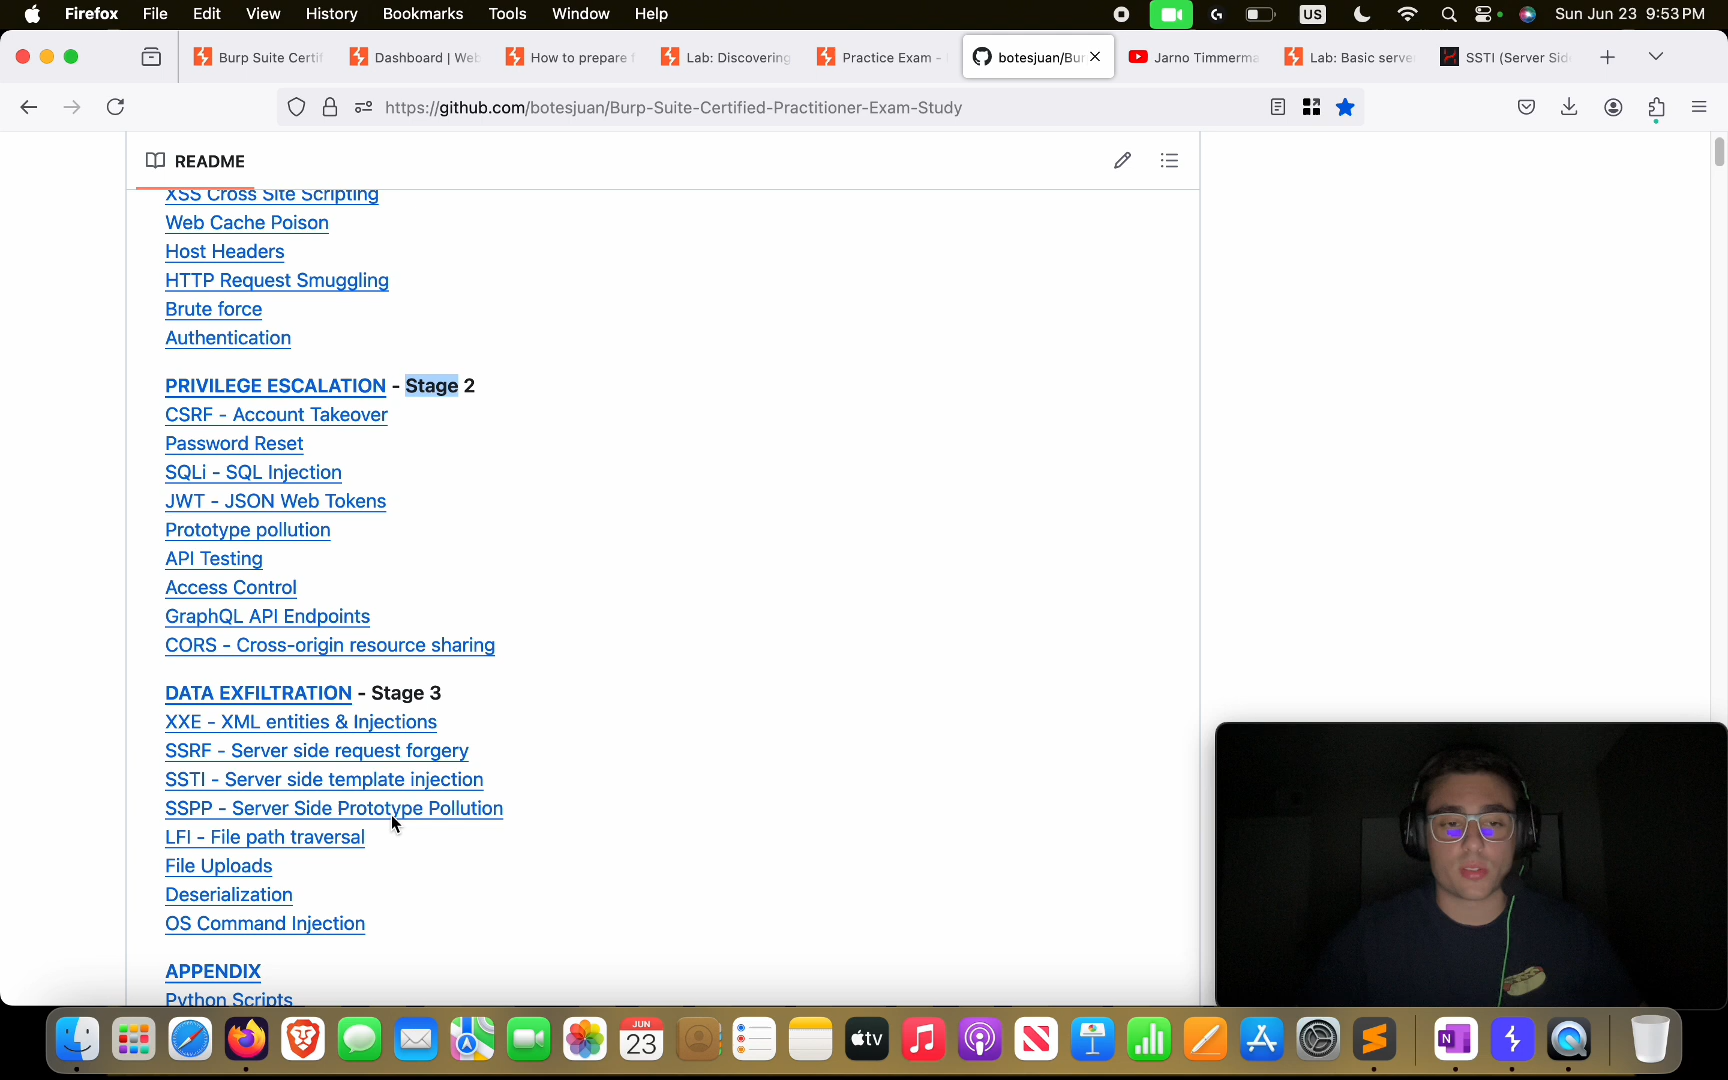 Firefox File Edit View History Bookmarks Tools Window Help US Sun Jun 23 9:53 PM
Burp Suite Certif Dashboard | Web How to prepare f Lab: Discovering Practice Exam - botesjuan/Bur Jarno Timmerma Lab: Basic serve SSTI (Server Sid
https://github.com/botesjuan/Burp-Suite-Certified-Practitioner-Exam-Study
README
XSS Cross Site Scripting
Web Cache Poison
Host Headers
HTTP Request Smuggling
Brute force
Authentication
PRIVILEGE ESCALATION - Stage 2
CSRF - Account Takeover
Password Reset
SQLi - SQL Injection
JWT - JSON Web Tokens
Prototype pollution
API Testing
Access Control
GraphQL API Endpoints
CORS - Cross-origin resource sharing
DATA EXFILTRATION - Stage 3
XXE - XML entities & Injections
SSRF - Server side request forgery
SSTI - Server side template injection
SSPP - Server Side Prototype Pollution
LFI - File path traversal
File Uploads
Deserialization
OS Command Injection
APPENDIX
Python Scripts
JUN
23
tv
N